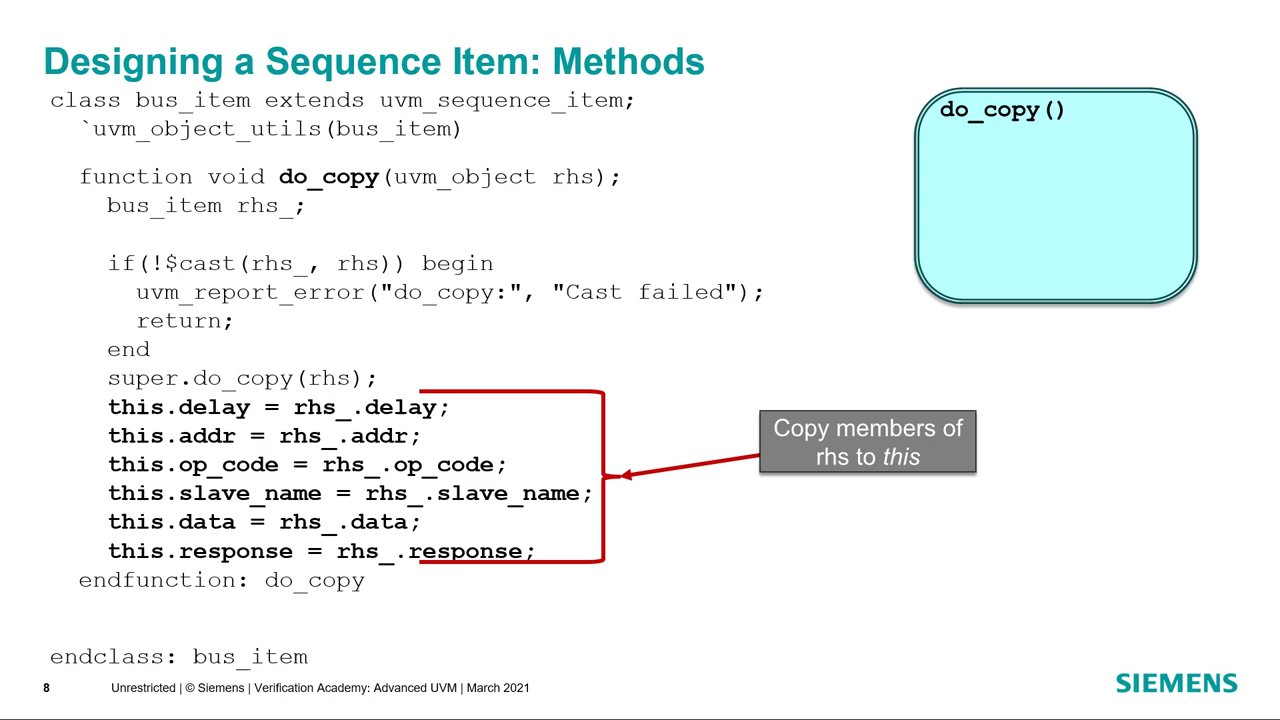 Designing a Sequence Item: Methods
class bus_item extends uvm_sequence_item;
`uvm_object_utils(bus_item)
function void do_copy(uvm_object rhs);
bus_item rhs_;
if(!$cast(rhs_, rhs)) begin
uvm_report_error("do_copy:", "Cast failed");
return;
end
super.do_copy(rhs);
this.delay = rhs_.delay;
this.addr = rhs_.addr;
this.op_code = rhs_.op_code;
this.slave_name = rhs_.slave_name;
this.data = rhs_.data;
this.response = rhs_.response;
endfunction: do_copy
endclass: bus_item
do_copy()
Copy members of
rhs to this
8
Unrestricted | © Siemens | Verification Academy: Advanced UVM | March 2021
SIEMENS